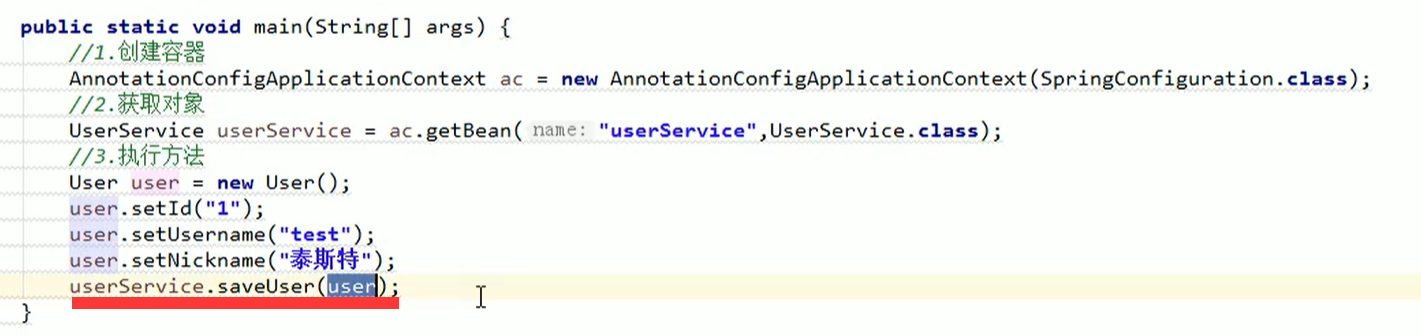 public static void main(String[] args) {
//1.创建容器
AnnotationConfigApplicationContext ac = new AnnotationConfigApplicationContext(SpringConfiguration.class);
//2.获取对象
UserService userService = ac.getBean( name: "userService",UserService.class);
//3.执行方法
User user = new User();
user.setId("1");
user.setUsername("test");
user.setNickname("泰斯特");
userService.saveUser(user);
}